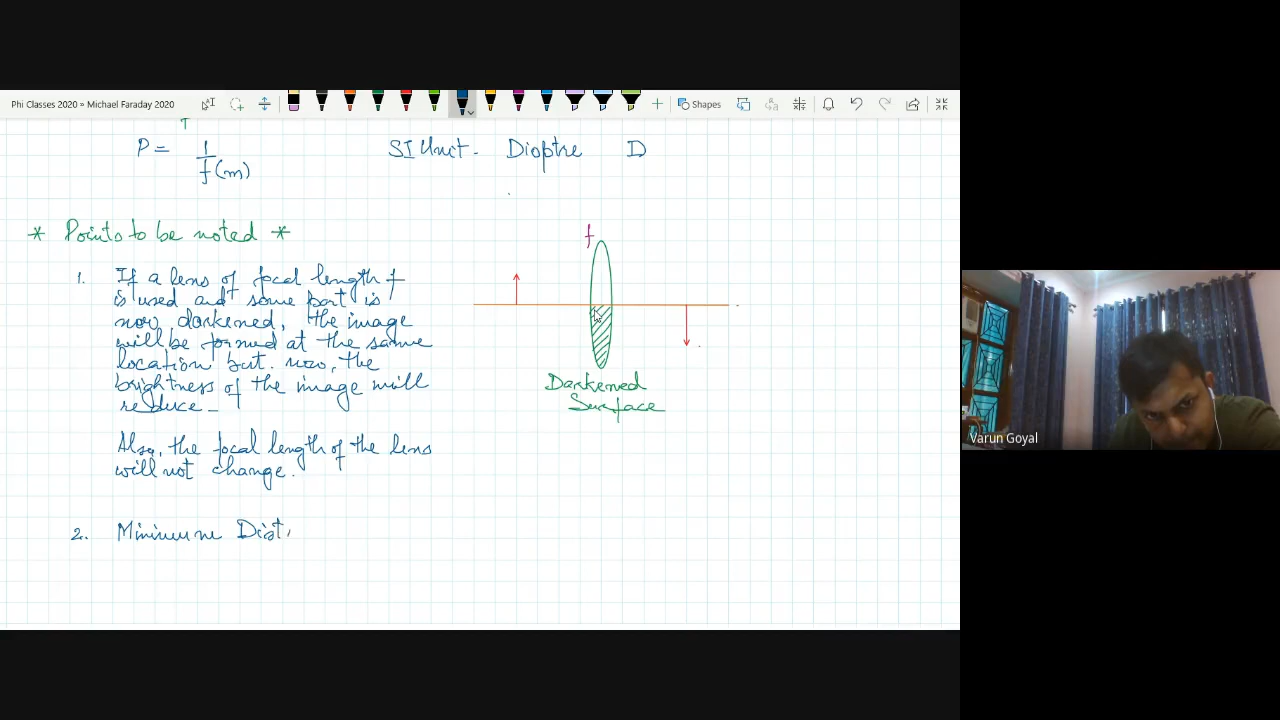 Phi Classes 2020 » Michael Faraday 2020
Shapes
P = 1/f(m)
SI Unit - Dioptre D
* Points to be noted *
f
1. If a lens of focal length f
is used and some part is
now darkened, the image
will be formed at the same
location but now, the
brightness of the image will
reduce -
Darkened
Surface
Also, the focal length of the lens
will not change.
2. Minimum Dist
Varun Goyal